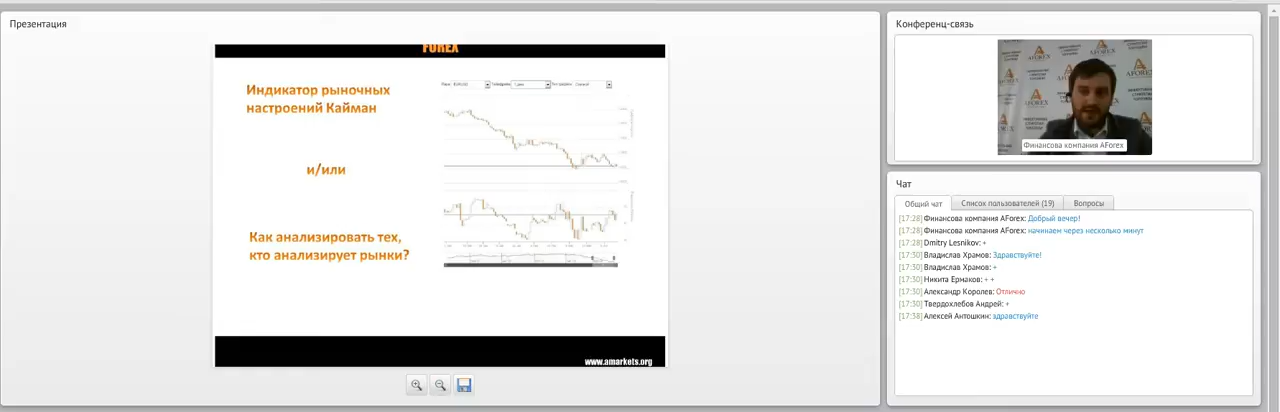 Презентация
FOREX
Индикатор рыночных
настроений Кайман
и/или
Как анализировать тех,
кто анализирует рынки?
EURUSD
www.amarkets.org
Конференц-связь
AFOREX
Финансова компания AForex
Чат
Общий чат
Список пользователей (19)
Вопросы
[17:28] Финансова компания AForex: Добрый вечер!
[17:28] Финансова компания AForex: начинаем через несколько минут
[17:28] Dmitry Lesnikov: +
[17:30] Владислав Храмов: Здравствуйте!
[17:30] Владислав Храмов: +
[17:30] Никита Ермаков: + +
[17:30] Александр Королев: Отлично
[17:30] Твердохлебов Андрей: +
[17:38] Алексей Антошкин: здравствуйте